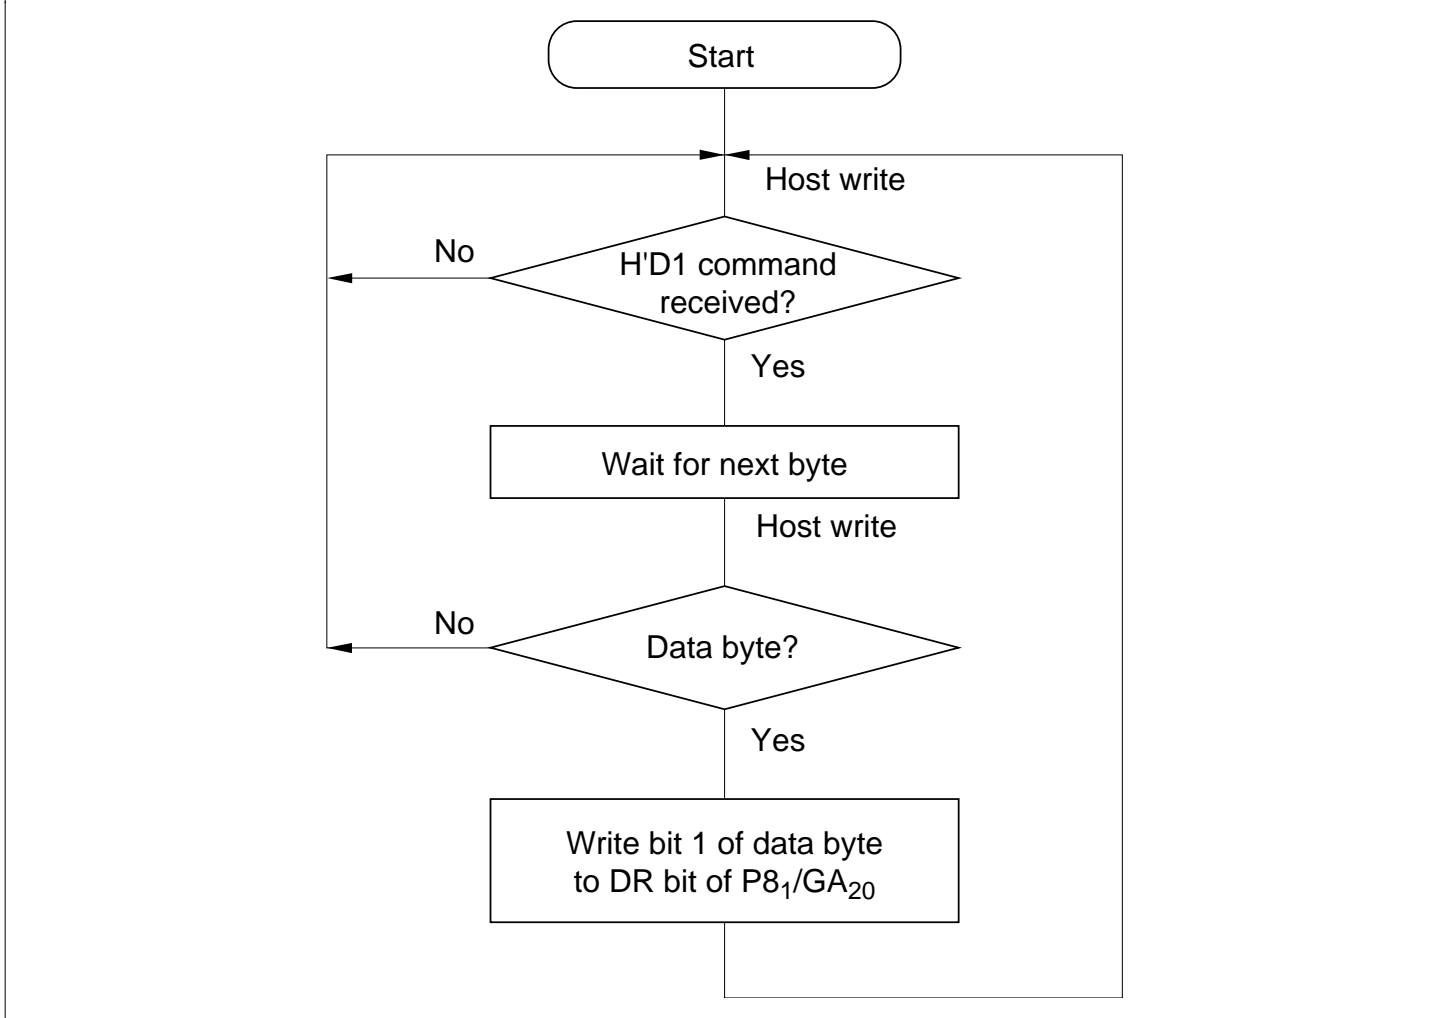 Start
Host write
No
H'D1 command
received?
Yes
Wait for next byte
Host write
No
Data byte?
Yes
Write bit 1 of data byte
to DR bit of P8₁/GA₂₀